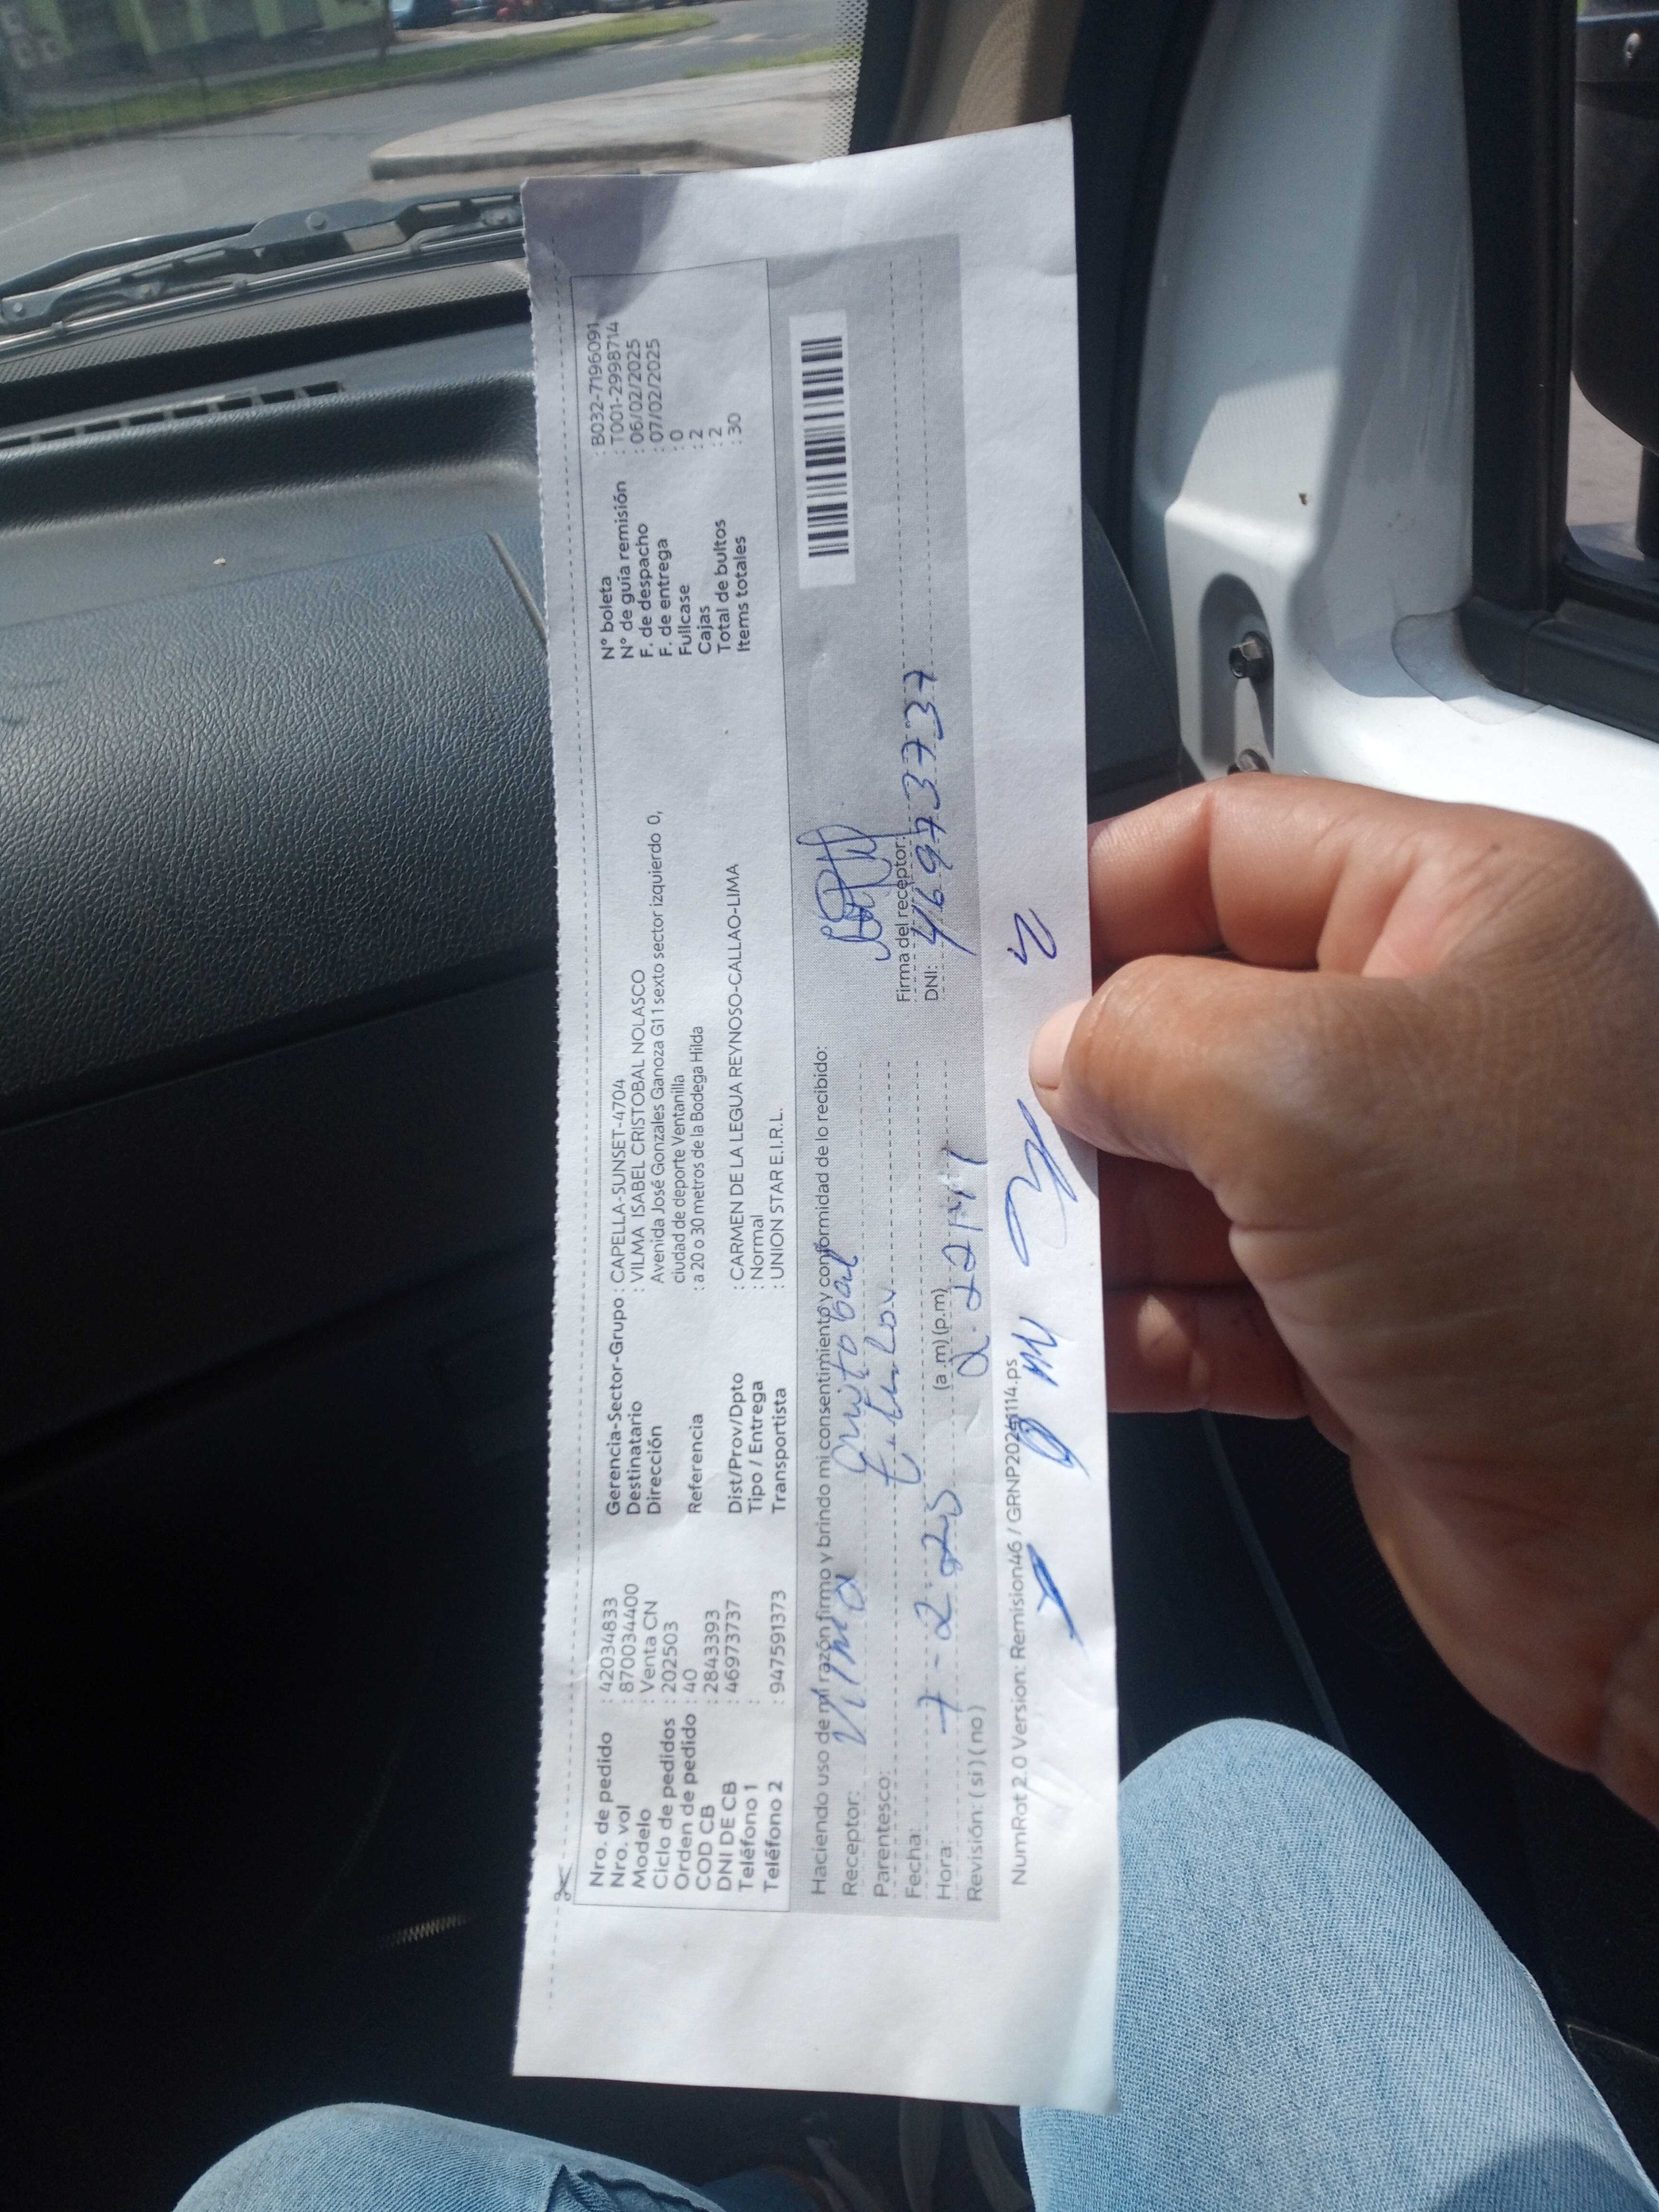 Nro. de pedido : 42034833
Nro. vol : 870034400
Modelo : Venta CN
Ciclo de pedidos : 202503
Orden de pedido : 40
COD CB : 2843393
DNI DE CB : 46973737
Teléfono 1 :
Teléfono 2 : 947591373
Gerencia-Sector-Grupo : CAPELLA-SUNSET-4704
Destinatario : VILMA ISABEL CRISTOBAL NOLASCO
Dirección Avenida José Gonzales Ganoza G11 sexto sector izquierdo 0,
ciudad de deporte Ventanilla
Referencia : a 20 o 30 metros de la Bodega Hilda
Dist/Prov/Dpto : CARMEN DE LA LEGUA REYNOSO-CALLAO-LIMA
Tipo / Entrega : Normal
Transportista : UNION STAR E.I.R.L.
N° boleta : B032-7196091
N° de guía remisión : T001-2998714
F. de despacho : 06/02/2025
F. de entrega : 07/02/2025
Fullcase : 0
Cajas : 2
Total de bultos : 2
Items totales : 30
Haciendo uso de mi razón firmo y brindo mi consentimiento y conformidad de lo recibido:
Receptor: Vilma Cristobal
Parentesco:
Fecha: 7-2-25
Hora: (a.m) (p.m)
Revisión: ( si ) ( no )
Firma del receptor:
DNI: 46973737
NumRot 2.0 Version: Remision46 / GRNP20245114.ps